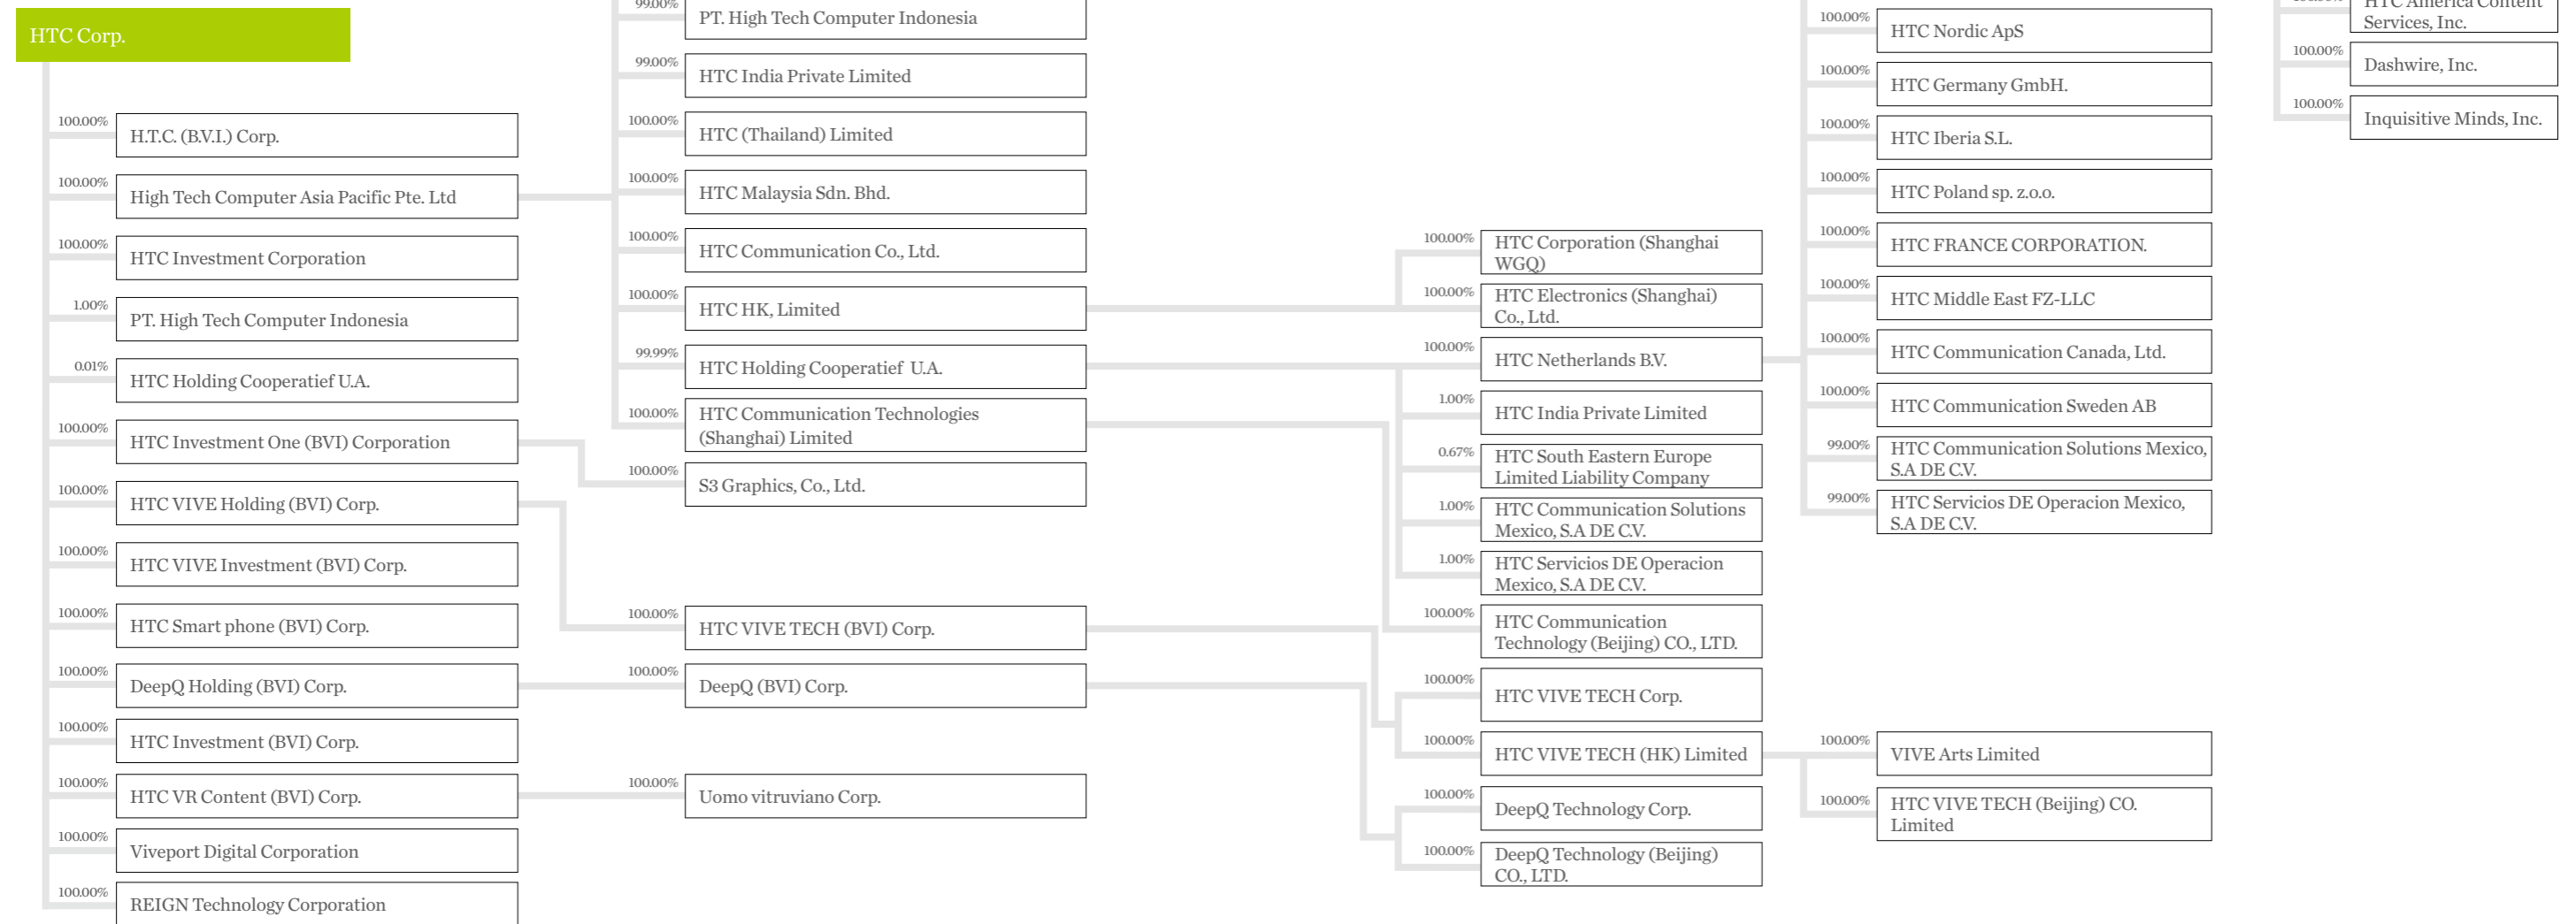 HTC Corp.
100.00%
H.T.C. (B.V.I.) Corp.
100.00%
High Tech Computer Asia Pacific Pte. Ltd
100.00%
HTC Investment Corporation
1.00%
PT. High Tech Computer Indonesia
0.01%
HTC Holding Cooperatief U.A.
100.00%
HTC Investment One (BVI) Corporation
100.00%
HTC VIVE Holding (BVI) Corp.
100.00%
HTC VIVE Investment (BVI) Corp.
100.00%
HTC Smart phone (BVI) Corp.
100.00%
DeepQ Holding (BVI) Corp.
100.00%
HTC Investment (BVI) Corp.
100.00%
HTC VR Content (BVI) Corp.
100.00%
Viveport Digital Corporation
100.00%
REIGN Technology Corporation
99.00%
PT. High Tech Computer Indonesia
99.00%
HTC India Private Limited
100.00%
HTC (Thailand) Limited
100.00%
HTC Malaysia Sdn. Bhd.
100.00%
HTC Communication Co., Ltd.
100.00%
HTC HK, Limited
99.99%
HTC Holding Cooperatief U.A.
100.00%
HTC Communication Technologies
(Shanghai) Limited
100.00%
S3 Graphics, Co., Ltd.
100.00%
HTC VIVE TECH (BVI) Corp.
100.00%
DeepQ (BVI) Corp.
100.00%
Uomo vitruviano Corp.
100.00%
HTC Corporation (Shanghai
WGQ)
100.00%
HTC Electronics (Shanghai)
Co., Ltd.
100.00%
HTC Netherlands B.V.
1.00%
HTC India Private Limited
0.67%
HTC South Eastern Europe
Limited Liability Company
1.00%
HTC Communication Solutions
Mexico, S.A DE C.V.
1.00%
HTC Servicios DE Operacion
Mexico, S.A DE C.V.
100.00%
HTC Communication
Technology (Beijing) CO., LTD.
100.00%
HTC VIVE TECH Corp.
100.00%
HTC VIVE TECH (HK) Limited
100.00%
DeepQ Technology Corp.
100.00%
DeepQ Technology (Beijing)
CO., LTD.
100.00%
HTC Nordic ApS
100.00%
HTC Germany GmbH.
100.00%
HTC Iberia S.L.
100.00%
HTC Poland sp. z.o.o.
100.00%
HTC FRANCE CORPORATION.
100.00%
HTC Middle East FZ-LLC
100.00%
HTC Communication Canada, Ltd.
100.00%
HTC Communication Sweden AB
99.00%
HTC Communication Solutions Mexico,
S.A DE C.V.
99.00%
HTC Servicios DE Operacion Mexico,
S.A DE C.V.
100.00%
VIVE Arts Limited
100.00%
HTC VIVE TECH (Beijing) CO.
Limited
HTC America Content
Services, Inc.
100.00%
Dashwire, Inc.
100.00%
Inquisitive Minds, Inc.